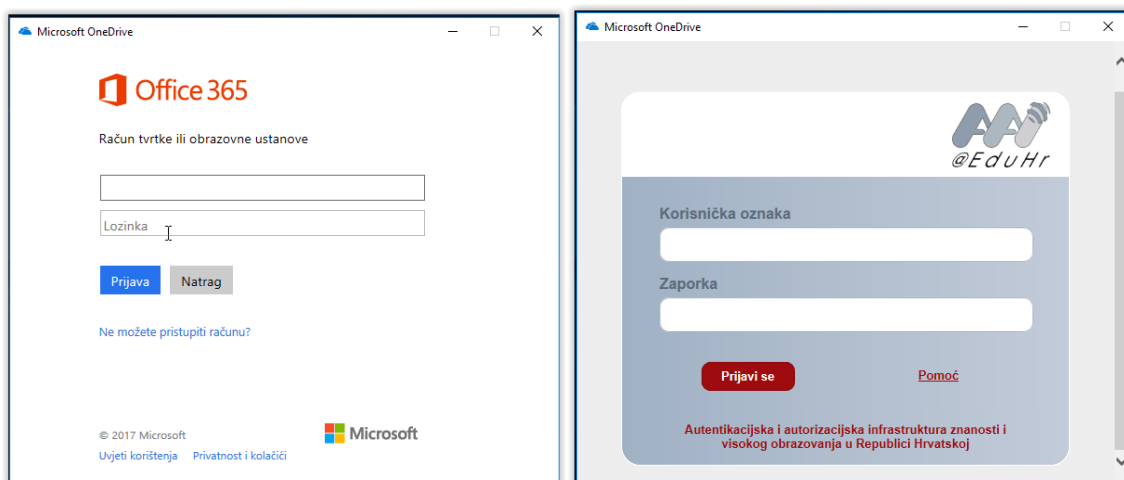 Microsoft OneDrive
Office 365
Račun tvrtke ili obrazovne ustanove
Lozinka
Prijava Natrag
Ne možete pristupiti računu?
© 2017 Microsoft
Microsoft
Uvjeti korištenja Privatnost i kolačići
Microsoft OneDrive
AAI
@EduHr
Korisnička oznaka
Zaporka
Prijavi se Pomoć
Autentikacijska i autorizacijska infrastruktura znanosti i
visokog obrazovanja u Republici Hrvatskoj